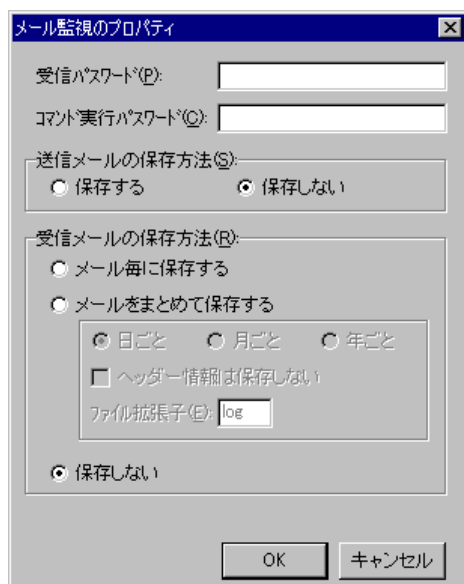 メール監視のプロパティ
受信ﾊﾟｽﾜｰﾄﾞ(P):
ｺﾏﾝﾄﾞ実行ﾊﾟｽﾜｰﾄﾞ(C):
送信メールの保存方法(S):
保存する 保存しない
受信メールの保存方法(R):
メール毎に保存する
メールをまとめて保存する
日ごと 月ごと 年ごと
ヘッダー情報は保存しない
ﾌｧｲﾙ拡張子(E): log
保存しない
OK キャンセル